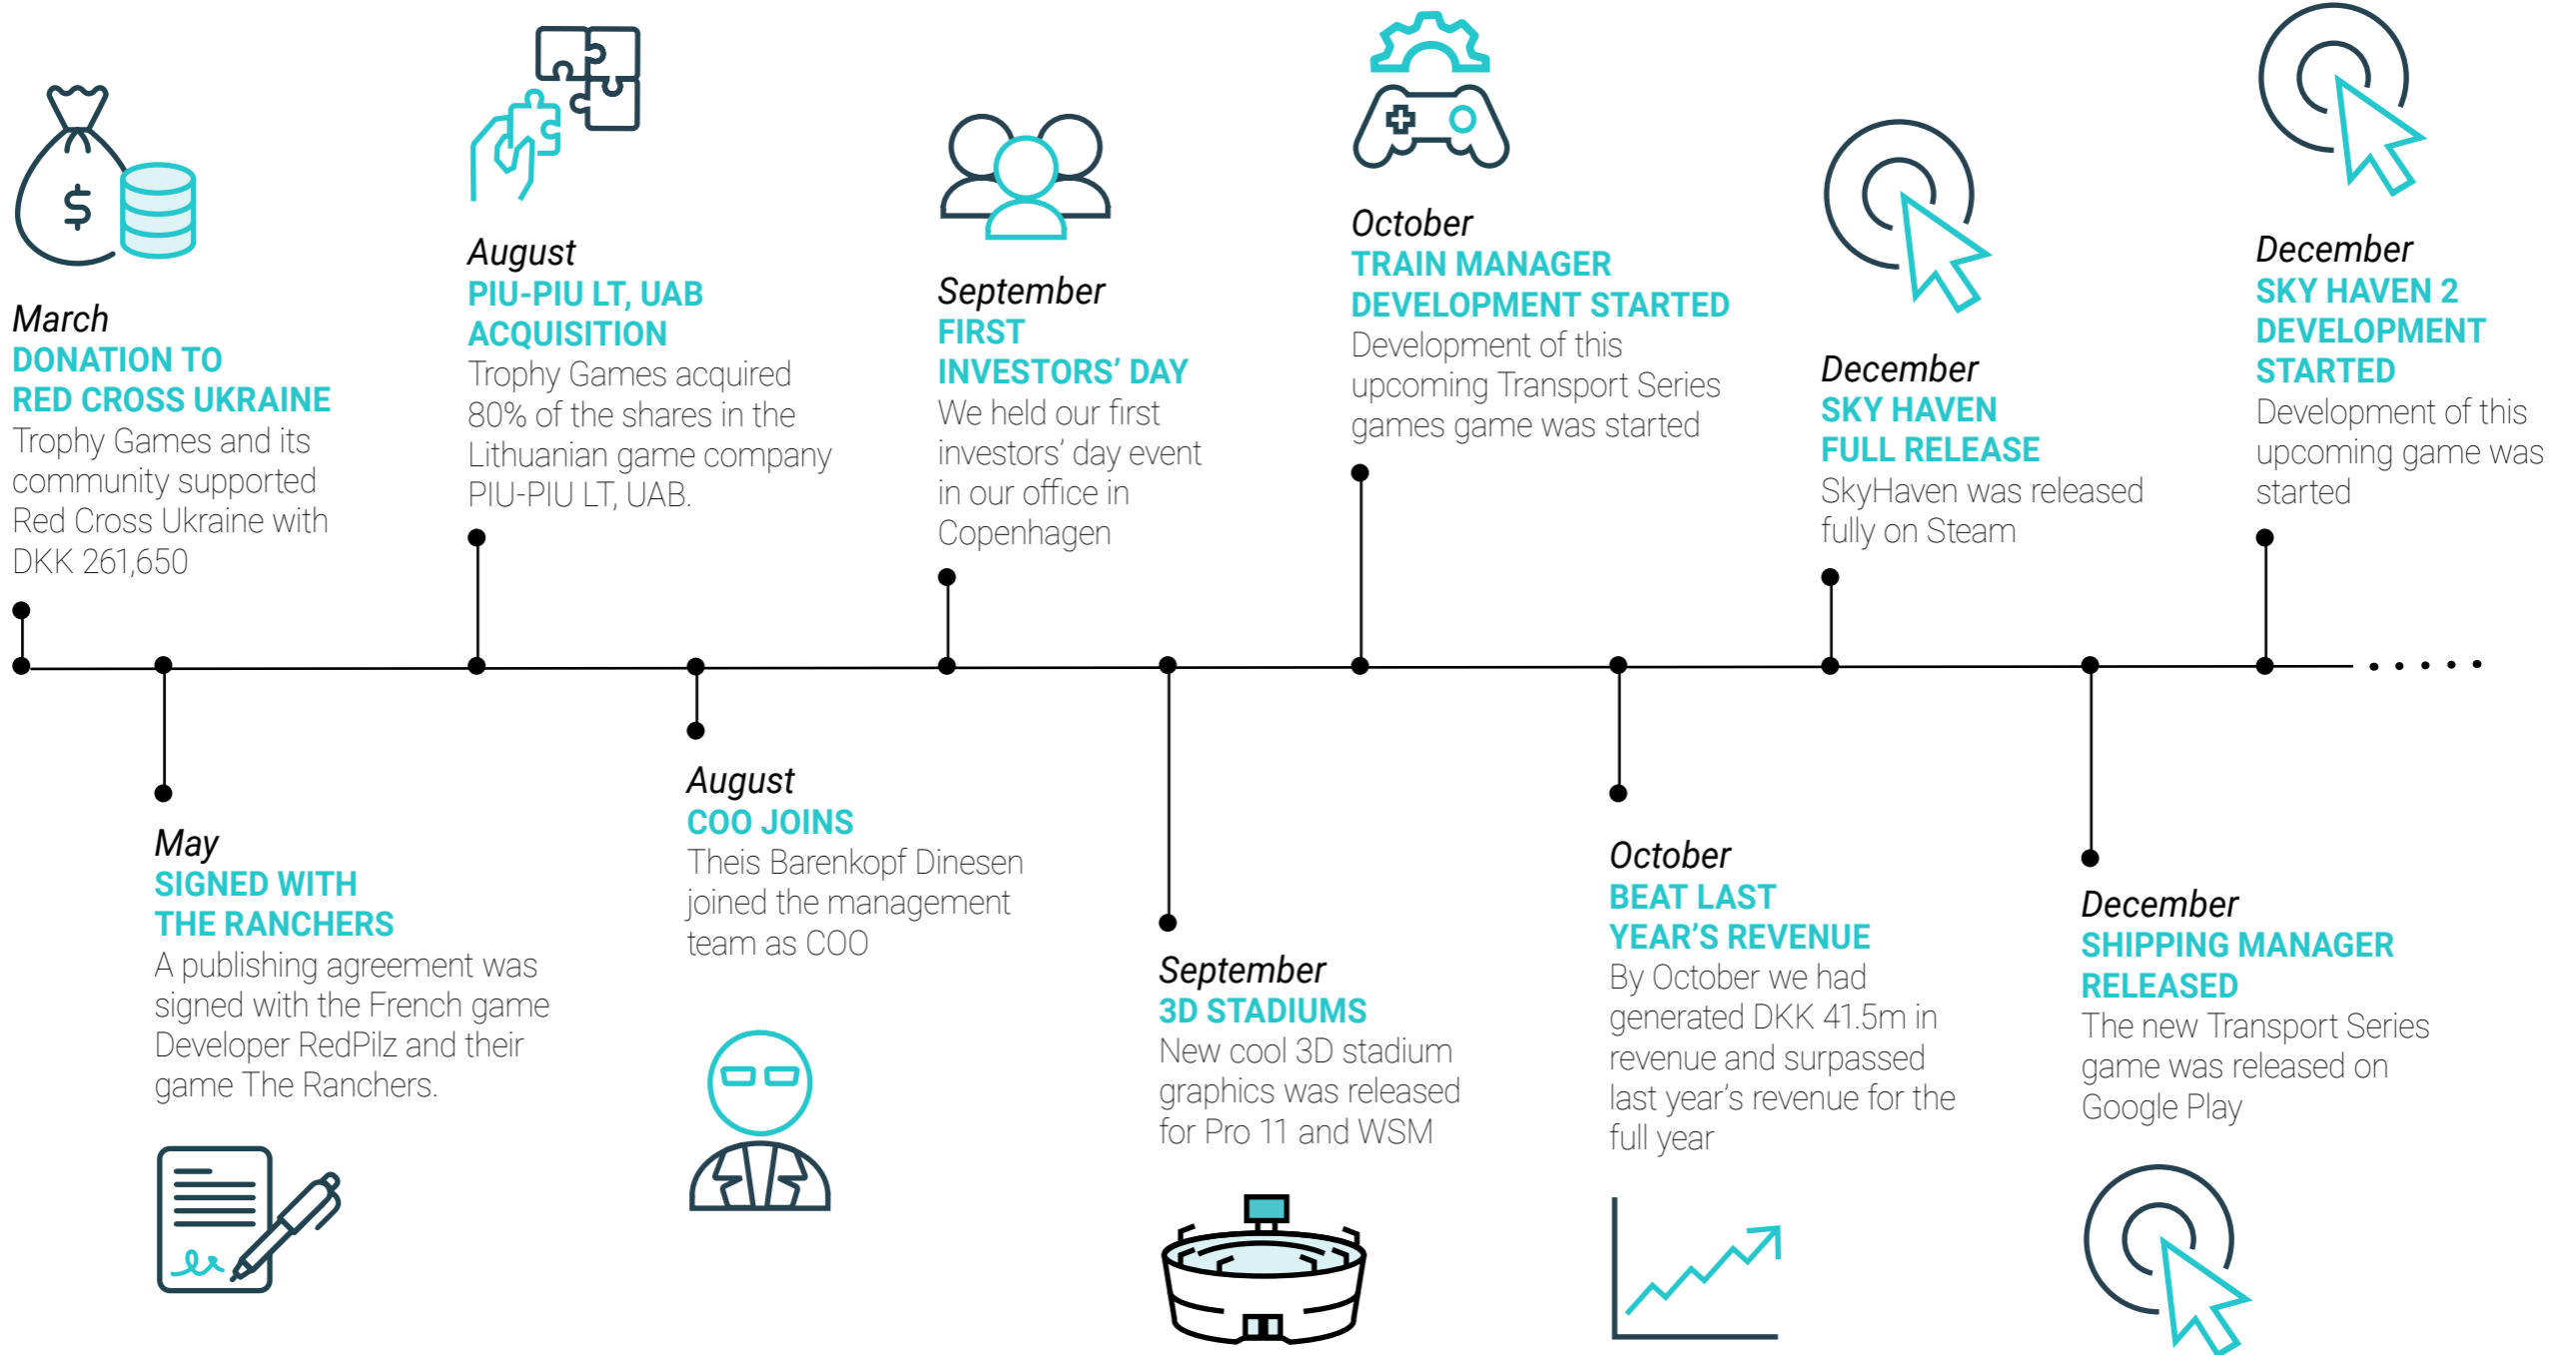 March
DONATION TO
RED CROSS UKRAINE
Trophy Games and its
community supported
Red Cross Ukraine with
DKK 261,650
May
SIGNED WITH
THE RANCHERS
A publishing agreement was
signed with the French game
Developer RedPilz and their
game The Ranchers.
August
PIU-PIU LT, UAB
ACQUISITION
Trophy Games acquired
80% of the shares in the
Lithuanian game company
PIU-PIU LT, UAB.
August
COO JOINS
Theis Barenkopf Dinesen
joined the management
team as COO
September
FIRST
INVESTORS’ DAY
We held our first
investors’ day event
in our office in
Copenhagen
September
3D STADIUMS
New cool 3D stadium
graphics was released
for Pro 11 and WSM
October
TRAIN MANAGER
DEVELOPMENT STARTED
Development of this
upcoming Transport Series
games game was started
October
BEAT LAST
YEAR’S REVENUE
By October we had
generated DKK 41.5m in
revenue and surpassed
last year’s revenue for the
full year
December
SKY HAVEN
FULL RELEASE
SkyHaven was released
fully on Steam
December
SHIPPING MANAGER
RELEASED
The new Transport Series
game was released on
Google Play
December
SKY HAVEN 2
DEVELOPMENT
STARTED
Development of this
upcoming game was
started
$